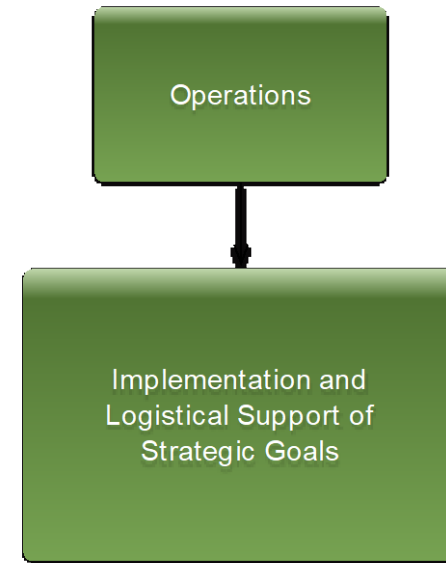 Operations
Implementation and
Logistical Support of
Strategic Goals